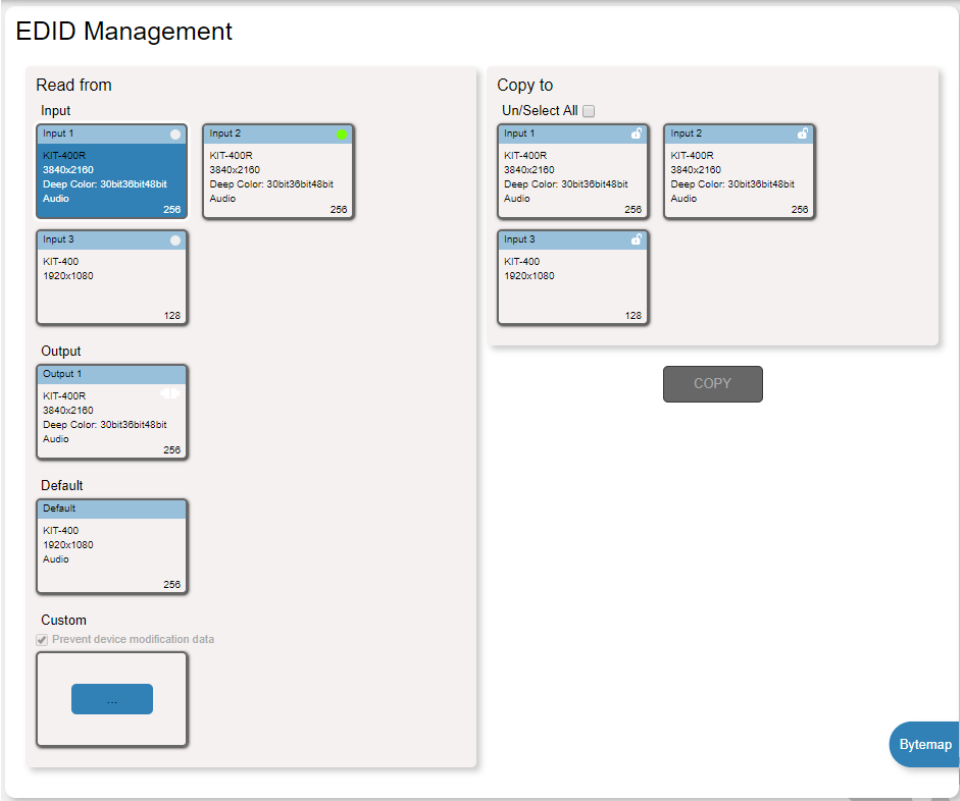 EDID Management
Read from
Input
Input 1
KIT-400R
3840x2160
Deep Color: 30bit36bit48bit
Audio
256
Input 2
KIT-400R
3840x2160
Deep Color: 30bit36bit48bit
Audio
256
Input 3
KIT-400
1920x1080
128
Output
Output 1
KIT-400R
3840x2160
Deep Color: 30bit36bit48bit
Audio
256
Default
Default
KIT-400
1920x1080
Audio
256
Custom
Prevent device modification data
...
Copy to
Un/Select All
Input 1
KIT-400R
3840x2160
Deep Color: 30bit36bit48bit
Audio
256
Input 2
KIT-400R
3840x2160
Deep Color: 30bit36bit48bit
Audio
256
Input 3
KIT-400
1920x1080
128
COPY
Bytemap